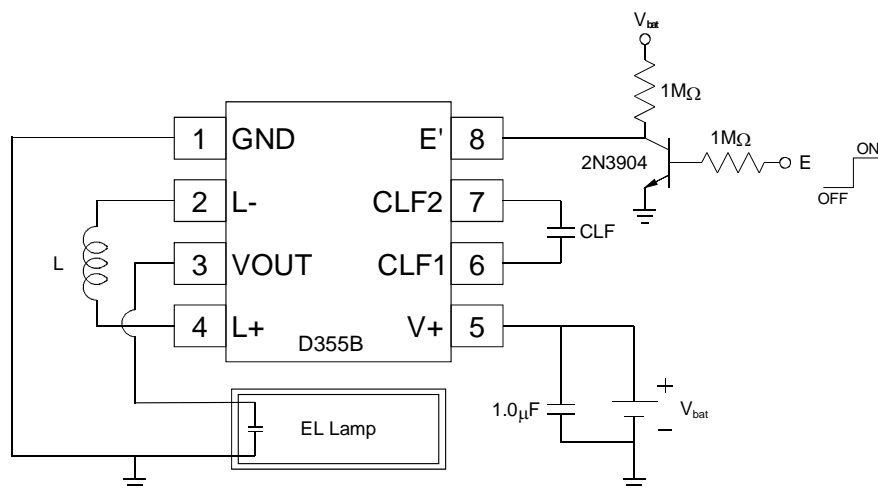 Vbat
1MΩ
1 GND E' 8
1MΩ
ON
2N3904
E
OFF
2 L- CLF2 7
CLF
L
3 VOUT CLF1 6
4 L+ V+ 5
D355B
+
1.0µF
Vbat
EL Lamp
–